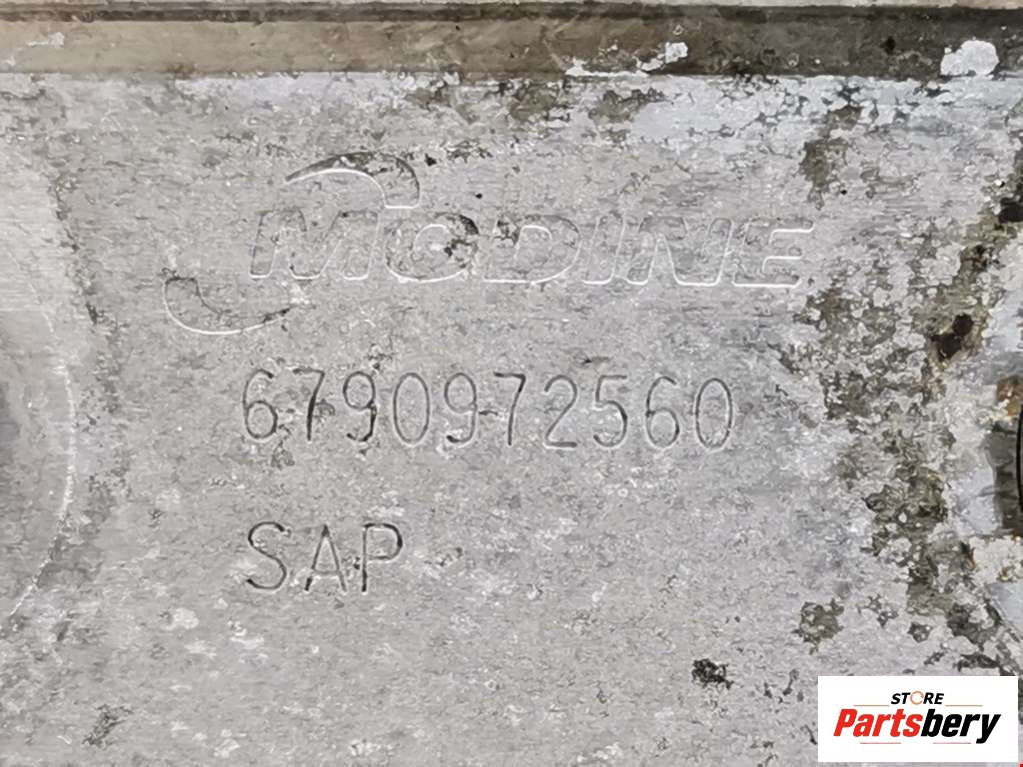 MODINE
6790972560
SAP
STORE
Partsbery